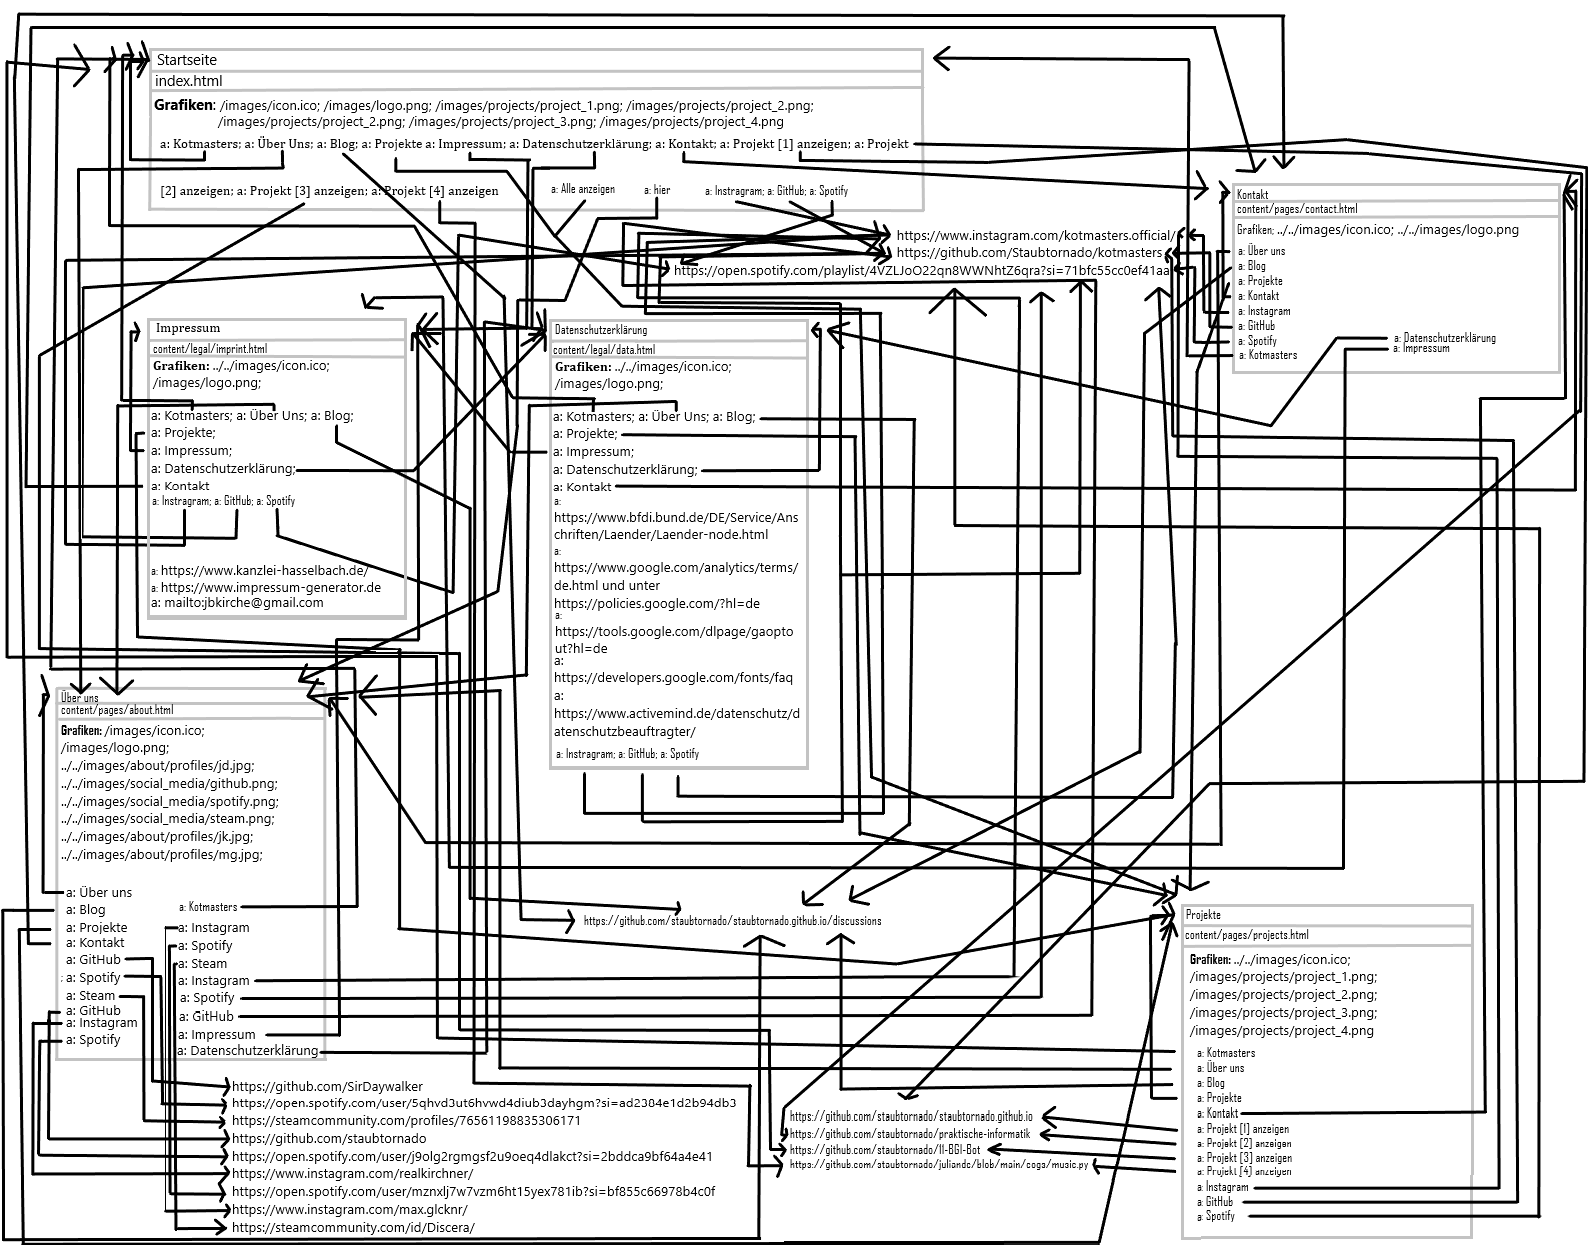 Startseite
index.html
Grafiken: /images/icon.ico; /images/logo.png; /images/projects/project_1.png; /images/projects/project_2.png;
/images/projects/project_2.png; /images/projects/project_3.png; /images/projects/project_4.png
a: Kotmasters; a: Über Uns; a: Blog; a: Projekte a: Impressum; a: Datenschutzerklärung; a: Kontakt; a: Projekt [1] anzeigen; a: Projekt
[2] anzeigen; a: Projekt [3] anzeigen; a: Projekt [4] anzeigen
a: Alle anzeigen
a: hier
a: Instragram; a: GitHub; a: Spotify
https://www.instagram.com/kotmasters.official/
https://github.com/Staubtornado/kotmasters
https://open.spotify.com/playlist/4VZLJoO22qn8WWNhtZ6qra?si=71bfc55cc0ef41aa
Kontakt
content/pages/contact.html
Grafiken: ../../images/icon.ico; ../../images/logo.png
a: Über uns
a: Blog
a: Projekte
a: Kontakt
a: Instagram
a: GitHub
a: Spotify
a: Kotmasters
a: Datenschutzerklärung
a: Impressum
Impressum
content/legal/imprint.html
Grafiken: ../../images/icon.ico;
/images/logo.png;
a: Kotmasters; a: Über Uns; a: Blog;
a: Projekte;
a: Impressum;
a: Datenschutzerklärung;
a: Kontakt
a: Instragram; a: GitHub; a: Spotify
a: https://www.kanzlei-hasselbach.de/
a: https://www.impressum-generator.de
a: mailto:jbkirche@gmail.com
Datenschutzerklärung
content/legal/data.html
Grafiken: ../../images/icon.ico;
/images/logo.png;
a: Kotmasters; a: Über Uns; a: Blog;
a: Projekte;
a: Impressum;
a: Datenschutzerklärung;
a: Kontakt
a:
https://www.bfdi.bund.de/DE/Service/Ans
chriften/Laender/Laender-node.html
a:
https://www.google.com/analytics/terms/
de.html und unter
https://policies.google.com/?hl=de
a:
https://tools.google.com/dlpage/gaopto
ut?hl=de
a:
https://developers.google.com/fonts/faq
a:
https://www.activemind.de/datenschutz/d
atenschutzbeauftragter/
a: Instragram; a: GitHub; a: Spotify
Über uns
content/pages/about.html
Grafiken: /images/icon.ico;
/images/logo.png;
../../images/about/profiles/jd.jpg;
../../images/social_media/github.png;
../../images/social_media/spotify.png;
../../images/social_media/steam.png;
../../images/about/profiles/jk.jpg;
../../images/about/profiles/mg.jpg;
a: Über uns
a: Blog
a: Projekte
a: Kontakt
a: GitHub
a: Spotify
a: Steam
a: GitHub
a: Instagram
a: Spotify
a: Kotmasters
a: Instagram
a: Spotify
a: Steam
a: Instagram
a: Spotify
a: GitHub
a: Impressum
a: Datenschutzerklärung
https://github.com/staubtornado/staubtornado.github.io/discussions
https://github.com/SirDaywalker
https://open.spotify.com/user/5qhvd3ut6hvwd4diub3dayhgm?si=ad2384e1d2b94db3
https://steamcommunity.com/profiles/76561198835306171
https://github.com/staubtornado
https://open.spotify.com/user/j9olg2rgmgsf2u9oeq4dlakct?si=2bddca9bf64a4e41
https://www.instagram.com/realkirchner/
https://open.spotify.com/user/mznxlj7w7vzm6ht15yex781ib?si=bf855c66978b4c0f
https://www.instagram.com/max.glcknr/
https://steamcommunity.com/id/Discera/
https://github.com/staubtornado/staubtornado.github.io
https://github.com/staubtornado/praktische-informatik
https://github.com/staubtornado/11-BG1-Bot
https://github.com/staubtornado/juliandc/blob/main/cogs/music.py
Projekte
content/pages/projects.html
Grafiken: ../../images/icon.ico;
/images/projects/project_1.png;
/images/projects/project_2.png;
/images/projects/project_3.png;
/images/projects/project_4.png
a: Kotmasters
a: Über uns
a: Blog
a: Projekte
a: Kontakt
a: Projekt [1] anzeigen
a: Projekt [2] anzeigen
a: Projekt [3] anzeigen
a: Projekt [4] anzeigen
a: Instagram
a: GitHub
a: Spotify